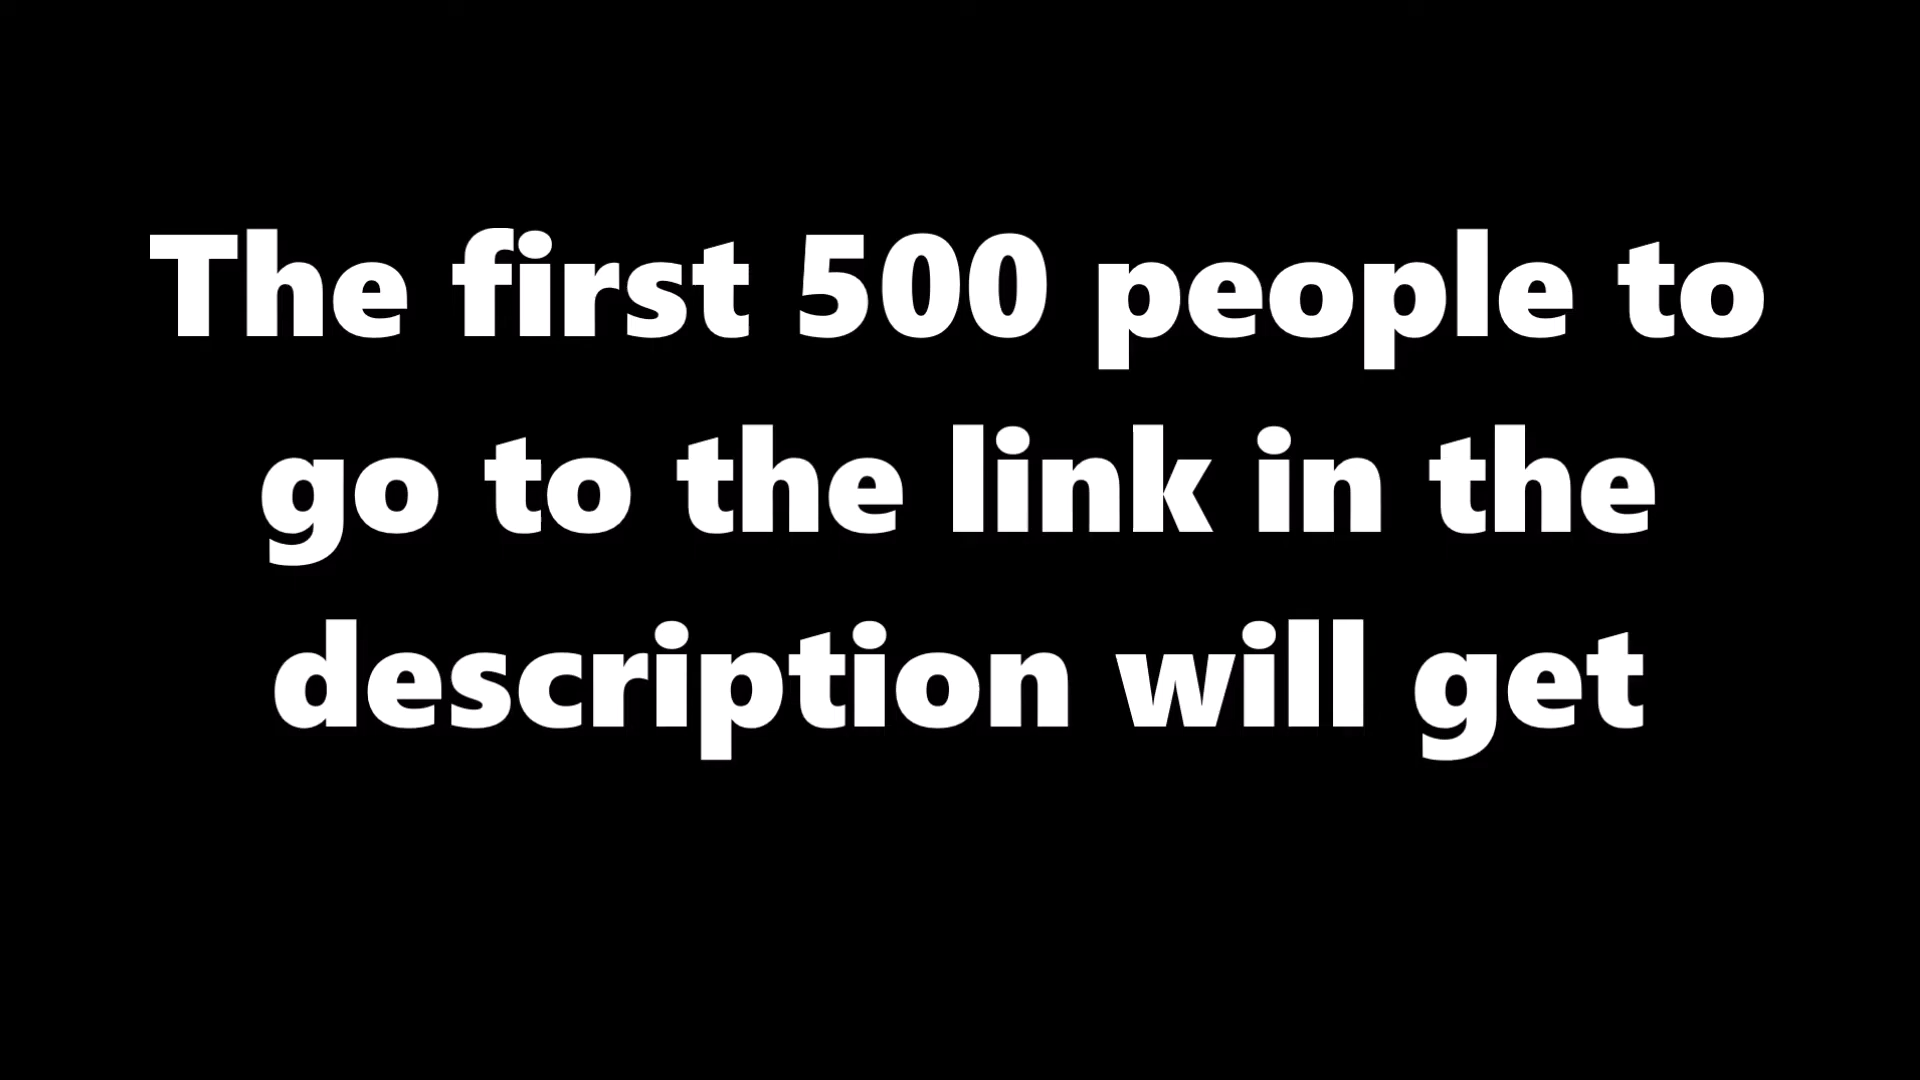 The first 500 people to
go to the link in the
description will get